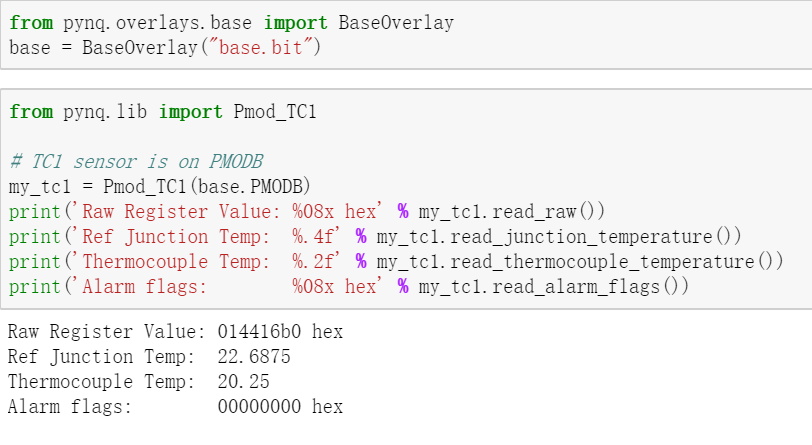 from pynq.overlays.base import BaseOverlay
base = BaseOverlay("base.bit")
from pynq.lib import Pmod_TC1
# TC1 sensor is on PMODB
my_tc1 = Pmod_TC1(base.PMODB)
print('Raw Register Value: %08x hex' % my_tc1.read_raw())
print('Ref Junction Temp:  %.4f' % my_tc1.read_junction_temperature())
print('Thermocouple Temp:  %.2f' % my_tc1.read_thermocouple_temperature())
print('Alarm flags:        %08x hex' % my_tc1.read_alarm_flags())
Raw Register Value: 014416b0 hex
Ref Junction Temp:  22.6875
Thermocouple Temp:  20.25
Alarm flags:        00000000 hex